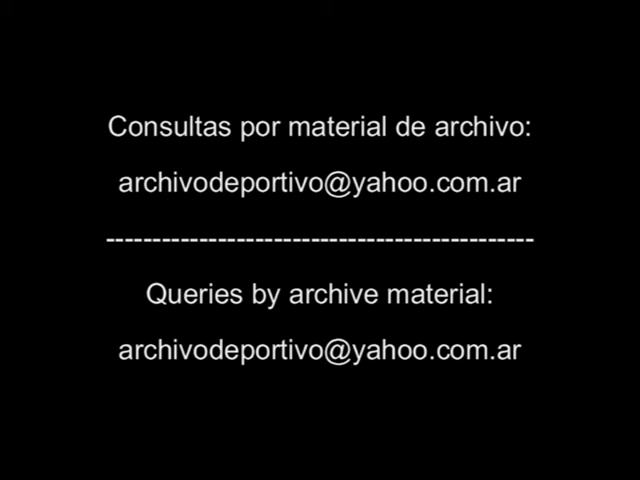 Consultas por material de archivo:
archivodeportivo@yahoo.com.ar
----------------------------------------------
Queries by archive material:
archivodeportivo@yahoo.com.ar